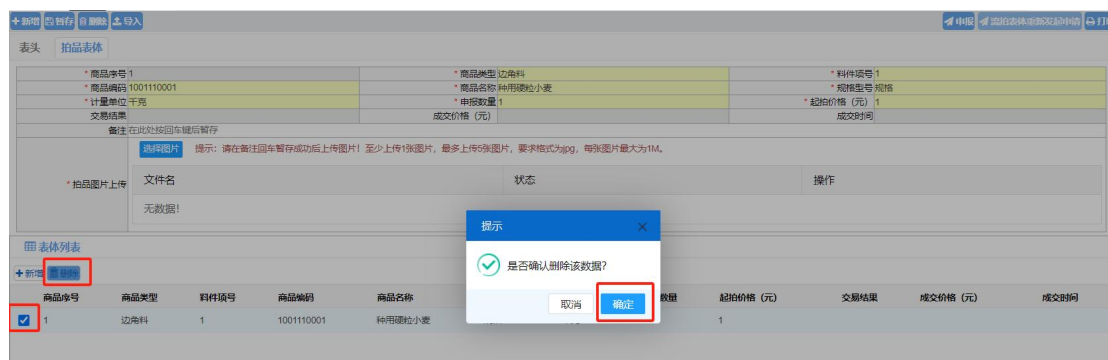 新增 暂存 删除 导入 申报 流拍表体重新发起申请 打
表头 拍品表体
* 商品序号 1 * 商品类型 边角料 * 料件项号 1
* 商品编码 1001110001 * 商品名称 种用硬粒小麦 * 规格型号 规格
* 计量单位 千克 * 申报数量 1 * 起拍价格（元） 1
交易结果 成交价格（元） 成交时间
备注 在此处按回车键后暂存
选择图片 提示：请在备注回车暂存成功后上传图片！至少上传1张图片，最多上传5张图片，要求格式为jpg，每张图片最大为1M。
* 拍品图片上传 文件名 状态 操作
无数据!
提示
表体列表
是否确认删除该数据?
新增 删除
取消 确定
商品序号 商品类型 料件项号 商品编码 商品名称 数量 起拍价格（元） 交易结果 成交价格（元） 成交时间
1 边角料 1 1001110001 种用硬粒小麦 1